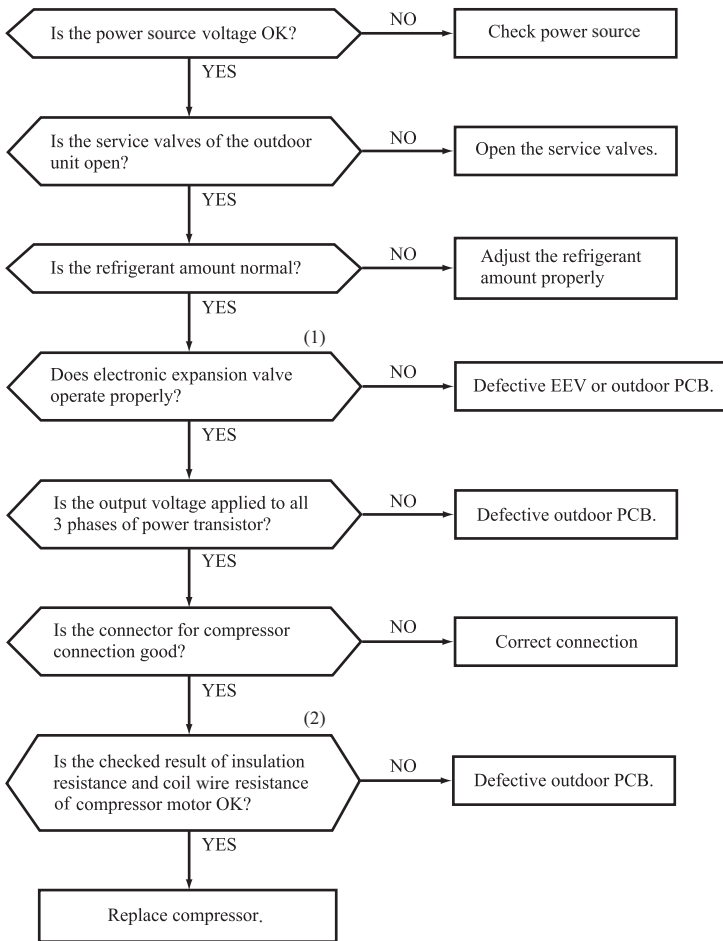 Is the power source voltage OK?
NO
Check power source
YES
Is the service valves of the outdoor
unit open?
NO
Open the service valves.
YES
Is the refrigerant amount normal?
NO
Adjust the refrigerant
amount properly
YES
(1)
Does electronic expansion valve
operate properly?
NO
Defective EEV or outdoor PCB.
YES
Is the output voltage applied to all
3 phases of power transistor?
NO
Defective outdoor PCB.
YES
Is the connector for compressor
connection good?
NO
Correct connection
YES
(2)
Is the checked result of insulation
resistance and coil wire resistance
of compressor motor OK?
NO
Defective outdoor PCB.
YES
Replace compressor.